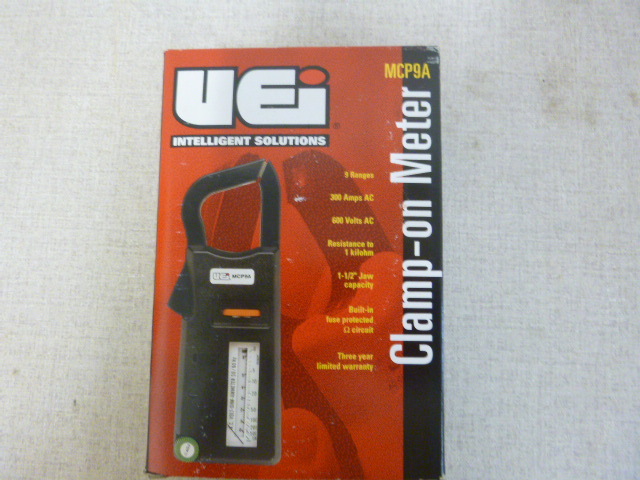 UEi
®
INTELLIGENT SOLUTIONS
MCP9A
Clamp-on Meter
9 Ranges
300 Amps AC
600 Volts AC
Resistance to
1 kilohm
1-1/2" Jaw
capacity
Built-in
fuse protected
Ω circuit
Three year
limited warranty
UEi MCP9A